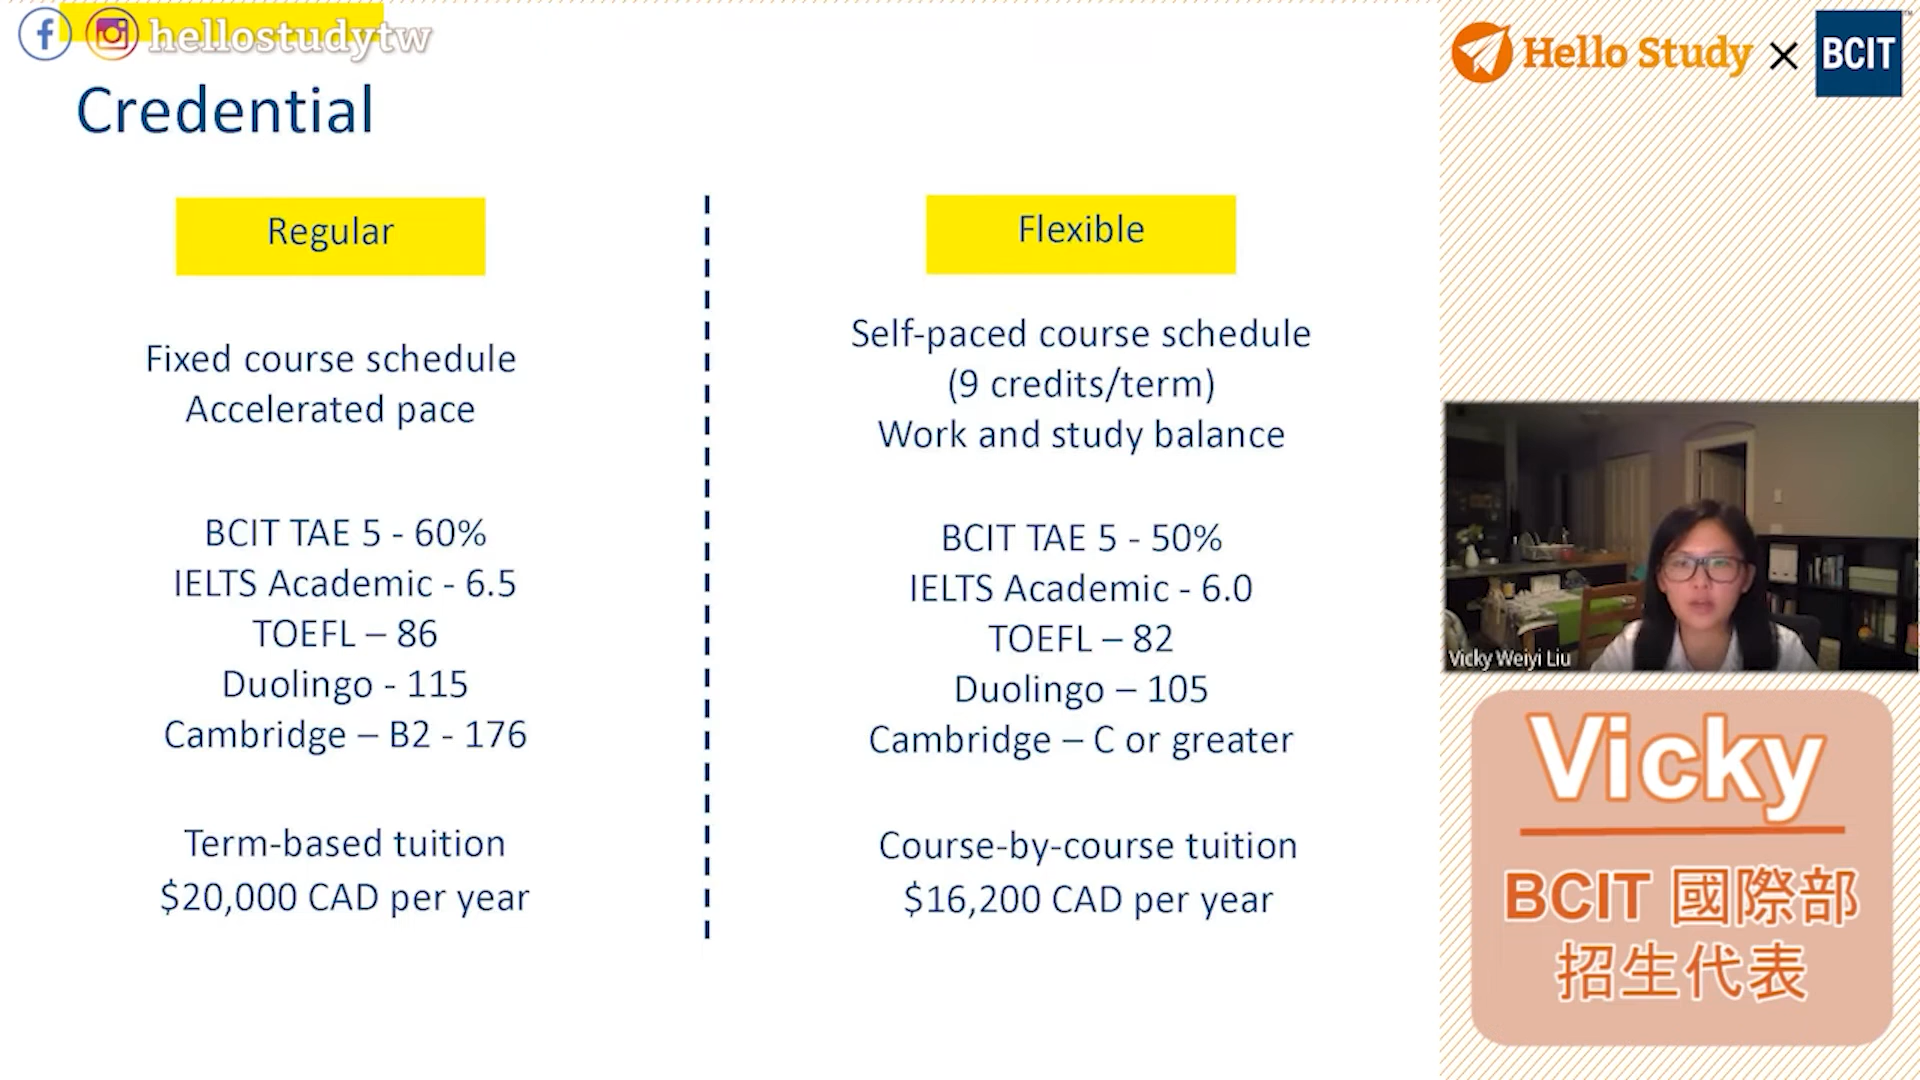 hellostudytw
Credential
Regular
Fixed course schedule
Accelerated pace
BCIT TAE 5 - 60%
IELTS Academic - 6.5
TOEFL – 86
Duolingo - 115
Cambridge – B2 - 176
Term-based tuition
$20,000 CAD per year
Flexible
Self-paced course schedule
(9 credits/term)
Work and study balance
BCIT TAE 5 - 50%
IELTS Academic - 6.0
TOEFL – 82
Duolingo – 105
Cambridge – C or greater
Course-by-course tuition
$16,200 CAD per year
Hello Study × BCIT
Vicky Weiyi Liu
Vicky
BCIT 國際部
招生代表